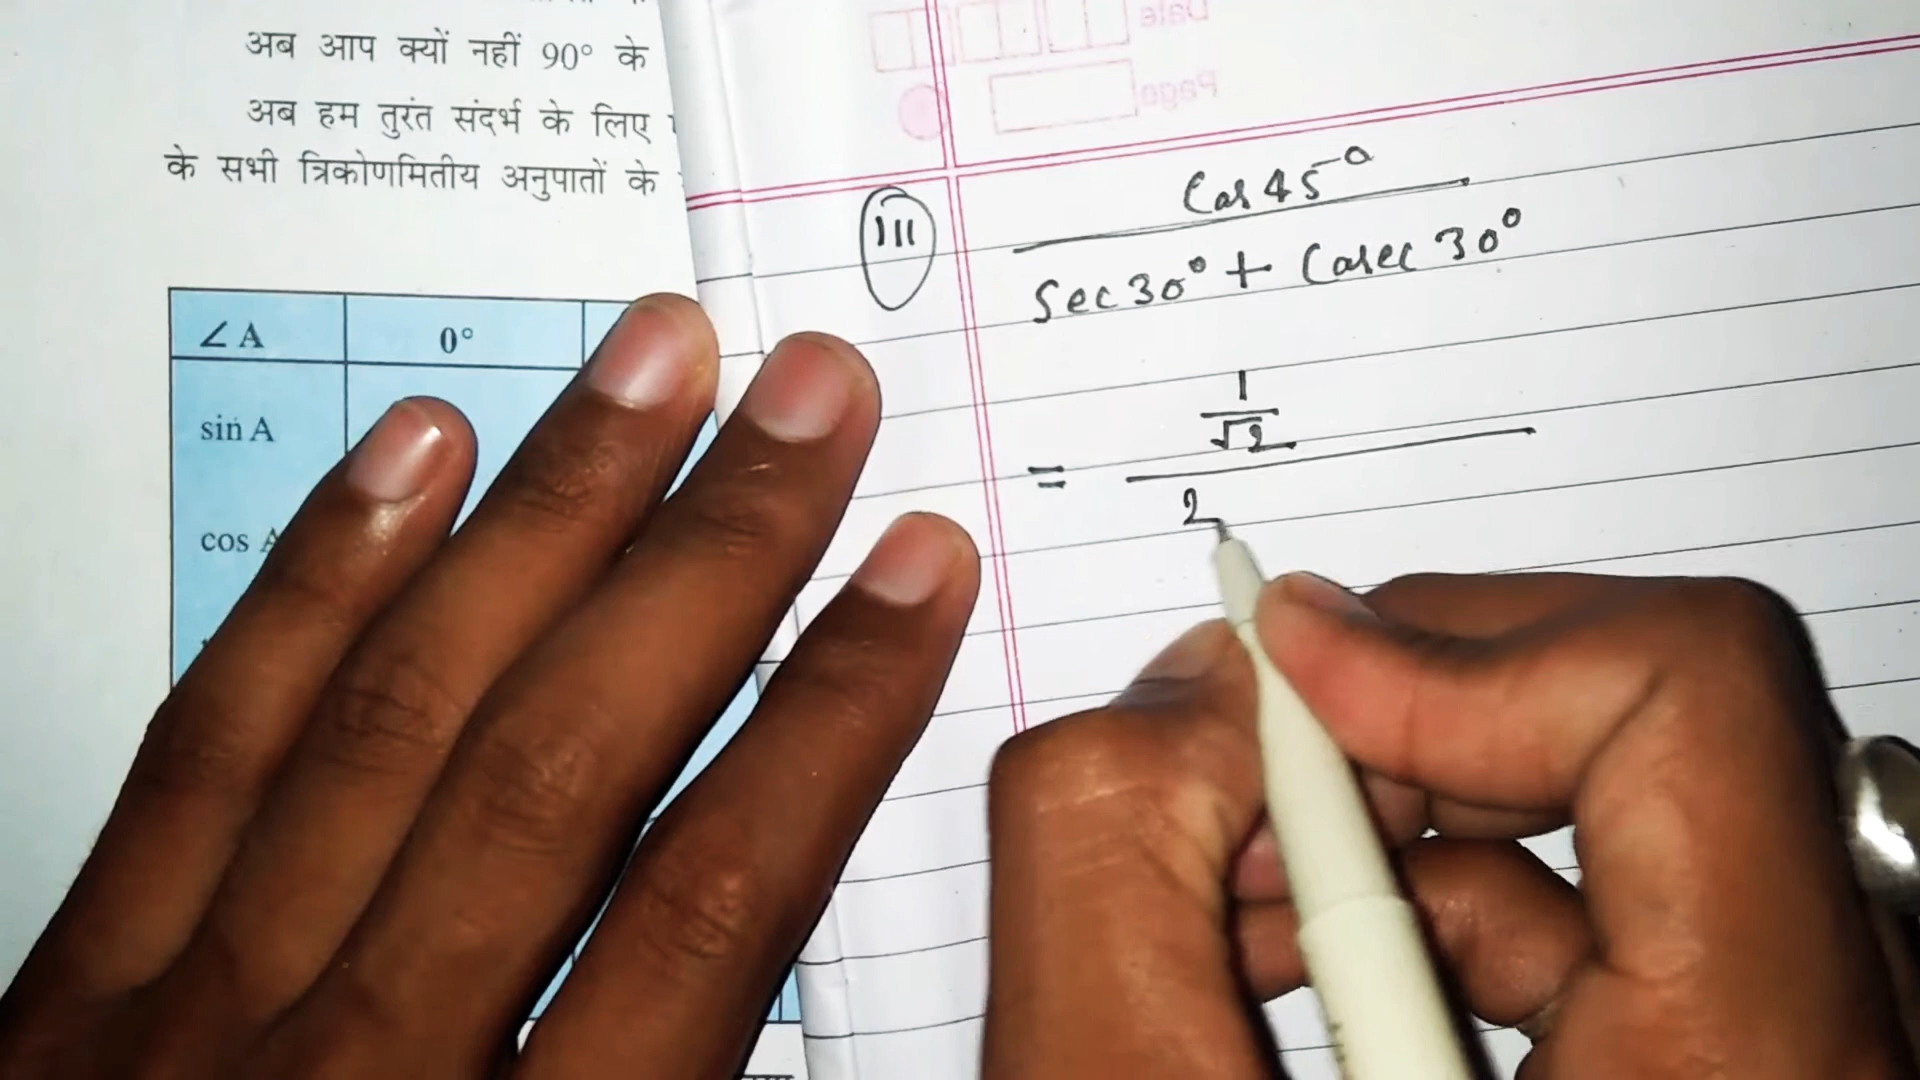 अब आप क्यों नहीं 90° के
अब हम तुरंत संदर्भ के लिए
के सभी त्रिकोणमितीय अनुपातों के
∠ A 0°
sin A
cos A
Date
Page
III
Cos 45°
Sec 30° + Cosec 30°
1
= √2
2